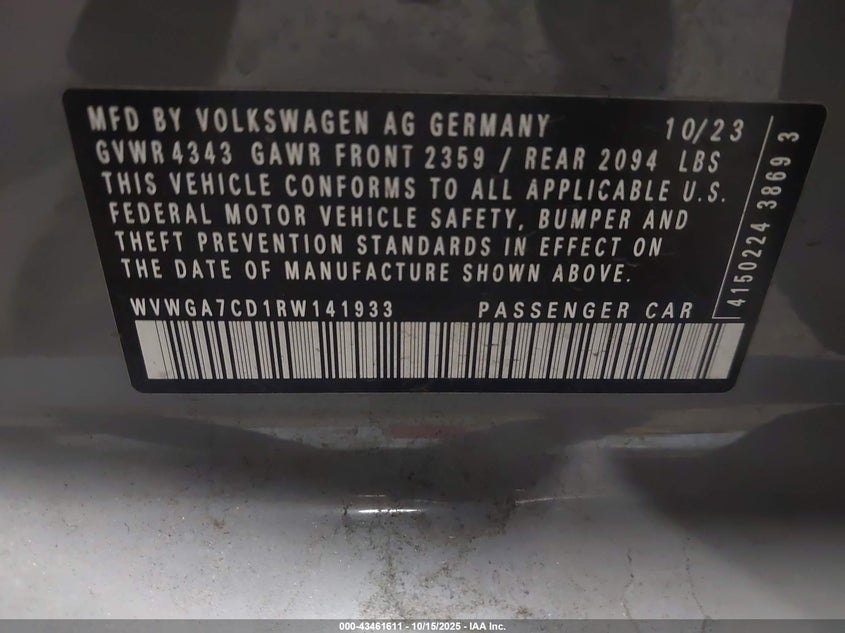 MFD BY VOLKSWAGEN AG GERMANY 10/23
GVWR 4343 GAWR FRONT 2359 / REAR 2094 LBS
THIS VEHICLE CONFORMS TO ALL APPLICABLE U.S.
FEDERAL MOTOR VEHICLE SAFETY, BUMPER AND
THEFT PREVENTION STANDARDS IN EFFECT ON
THE DATE OF MANUFACTURE SHOWN ABOVE.
WVWGA7CD1RW141933 PASSENGER CAR
4150224 3869 3
000-43461611 - 10/15/2025 - IAA Inc.